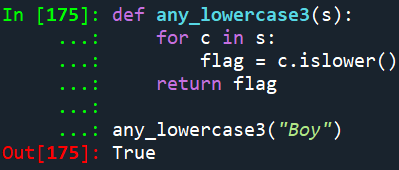 In [175]: def any_lowercase3(s):
     ...:     for c in s:
     ...:         flag = c.islower()
     ...:     return flag
     ...:
     ...: any_lowercase3("Boy")
Out[175]: True